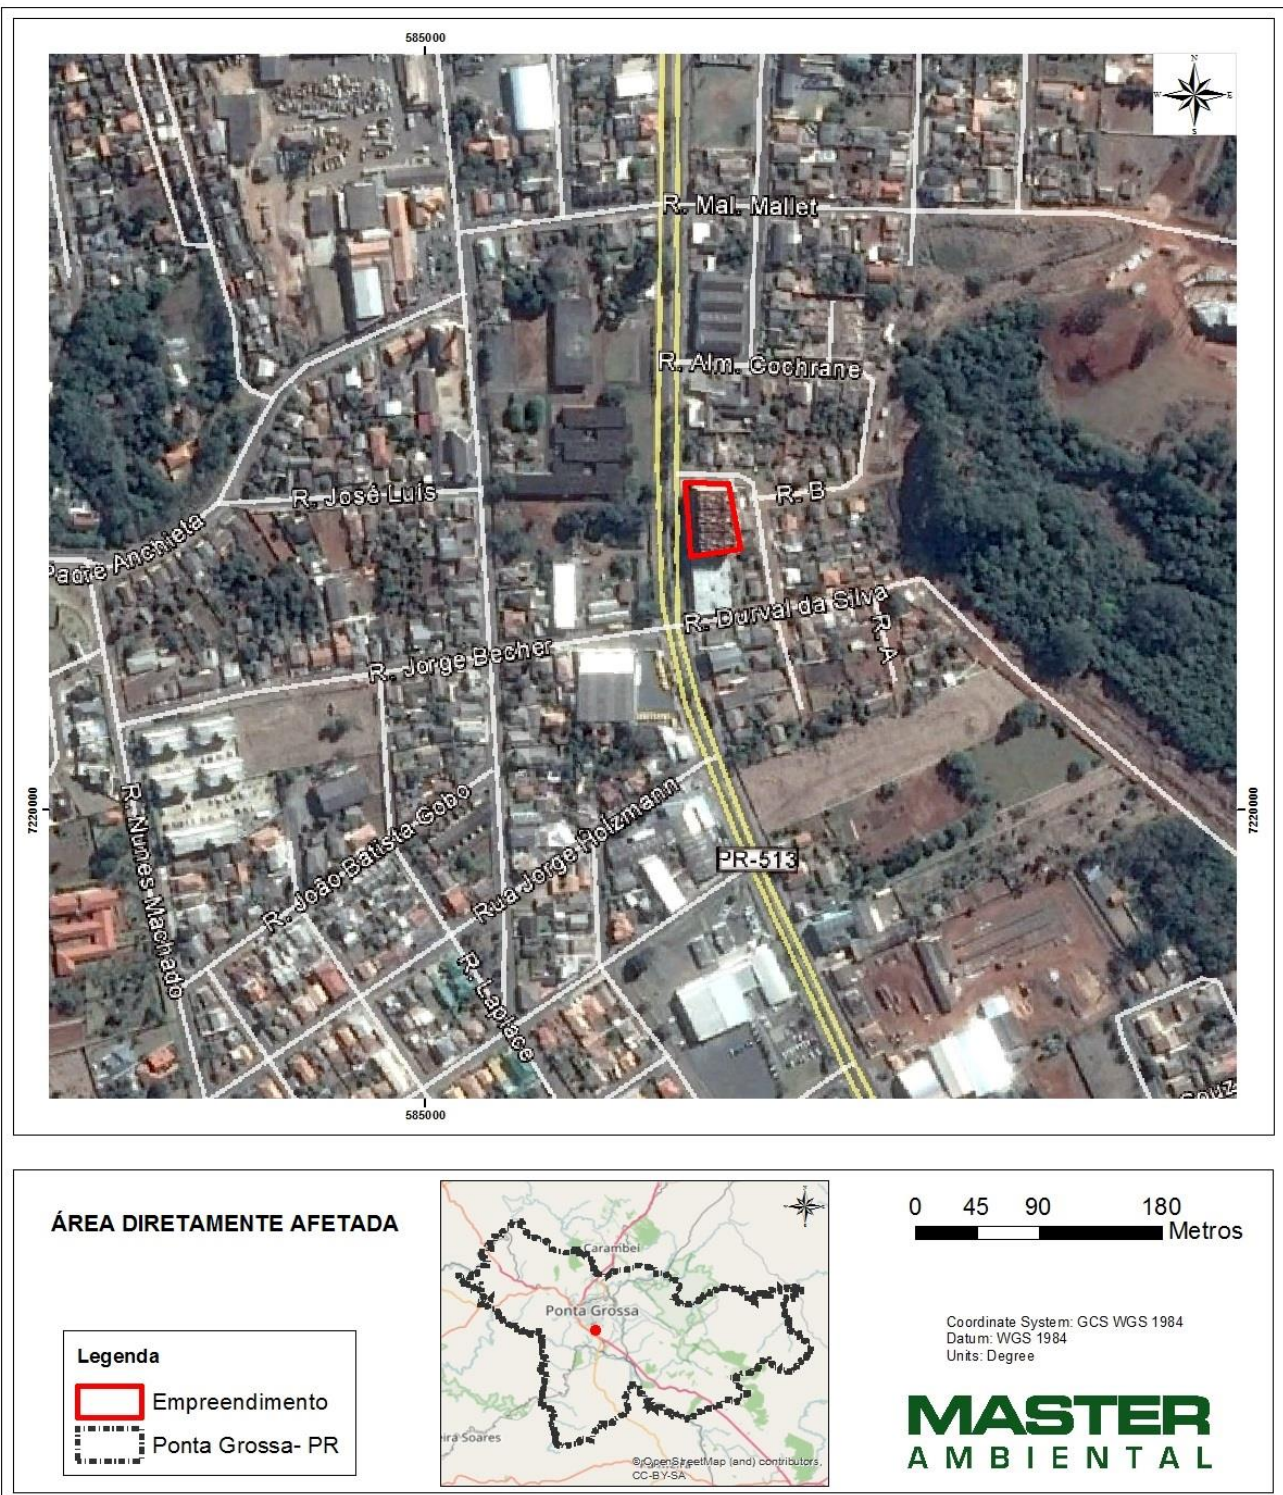 585000
N
W
E
S
R. Mal. Mallet
R. Alm. Cochrane
R. José Luís
R. B
Padre Anchieta
R. Durval da Silva
R. A
R. Jorge Becher
R. João Batista Gobo
Rua Jorge Holzmann
R. Nunes Machado
R. Laplace
PR-513
7220000
7220000
585000
ÁREA DIRETAMENTE AFETADA
Legenda
Empreendimento
Ponta Grossa- PR
Carambeí
Ponta Grossa
eira Soares
© OpenStreetMap (and) contributors,
CC-BY-SA
0 45 90 180
Metros
Coordinate System: GCS WGS 1984
Datum: WGS 1984
Units: Degree
MASTER
AMBIENTAL